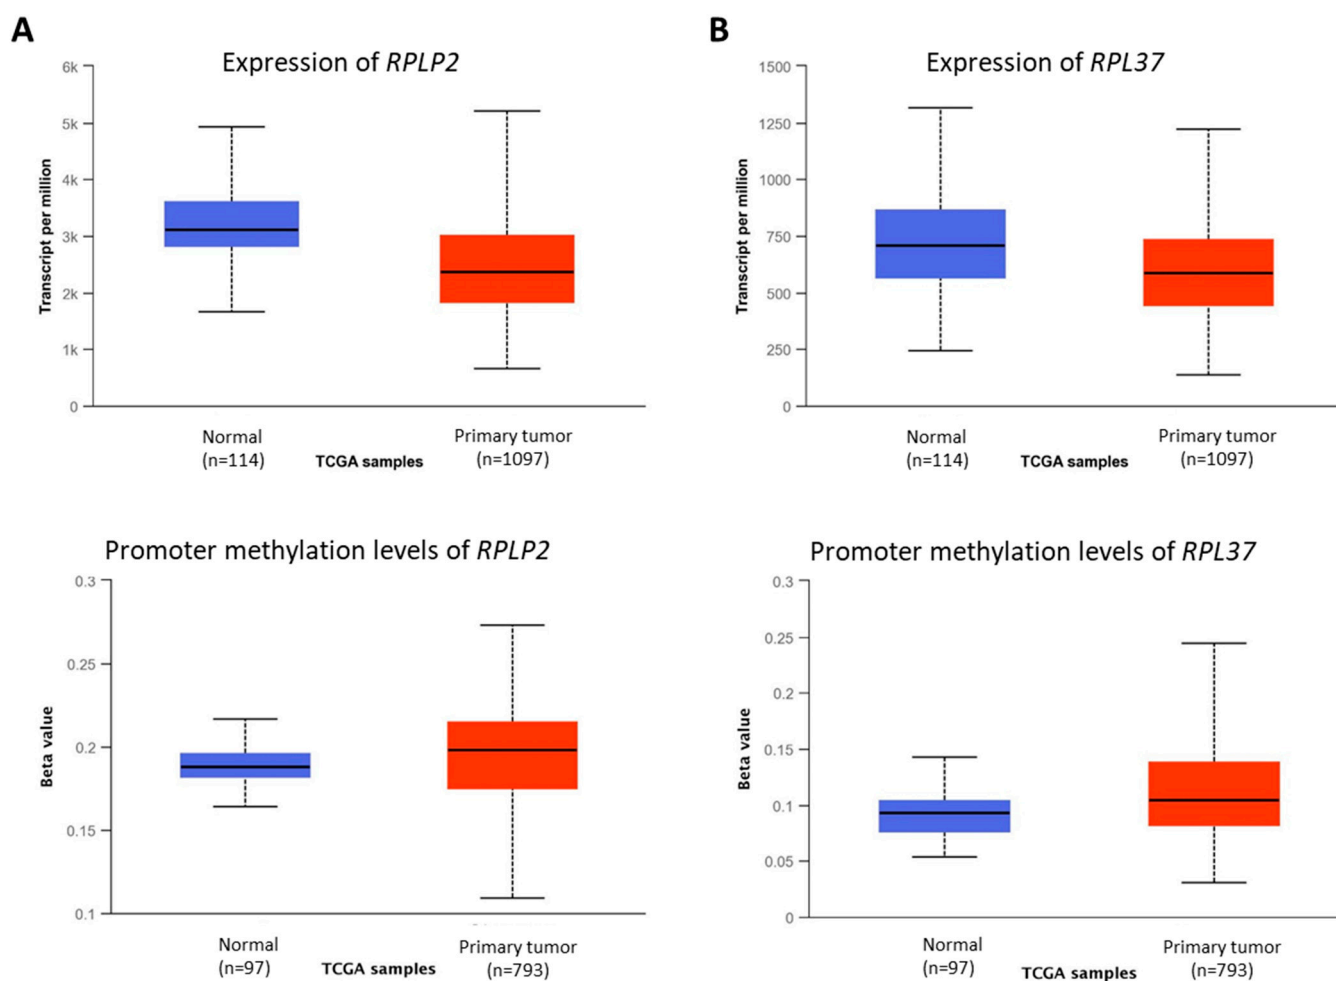 A
Expression of RPLP2
6k
5k
4k
3k
2k
1k
0
Transcript per million
Normal
(n=114)
TCGA samples
Primary tumor
(n=1097)
B
Expression of RPL37
1500
1250
1000
750
500
250
0
Transcript per million
Normal
(n=114)
TCGA samples
Primary tumor
(n=1097)
Promoter methylation levels of RPLP2
0.3
0.25
0.2
0.15
0.1
Beta value
Normal
(n=97)
TCGA samples
Primary tumor
(n=793)
Promoter methylation levels of RPL37
0.3
0.25
0.2
0.15
0.1
0.05
0
Beta value
Normal
(n=97)
TCGA samples
Primary tumor
(n=793)